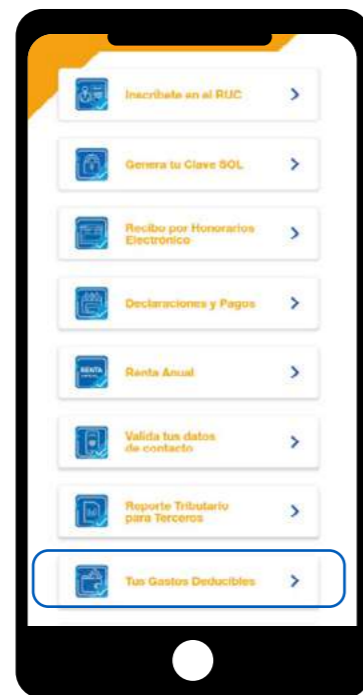 Inscríbete en el RUC
Genera tu Clave SOL
Recibo por Honorarios
Electrónico
Declaraciones y Pagos
RENTA
Renta Anual
Valida tus datos
de contacto
Reporte Tributario
para Terceros
Tus Gastos Deducibles